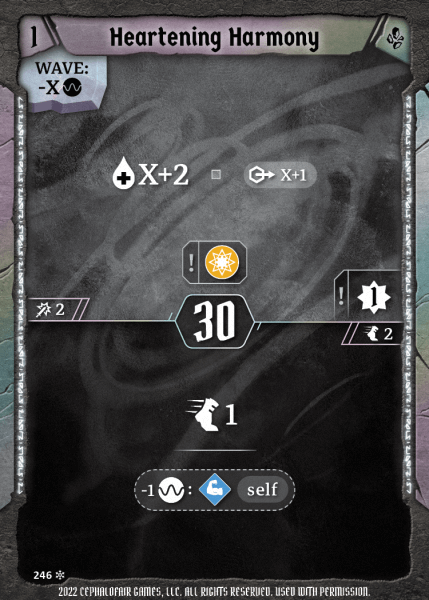 1 Heartening Harmony
WAVE:
-X
X+2 X+1
!
! 1
2 30 2
1
-1 : self
246
2022 CEPHALOFAIR GAMES, LLC. ALL RIGHTS RESERVED. USED WITH PERMISSION.